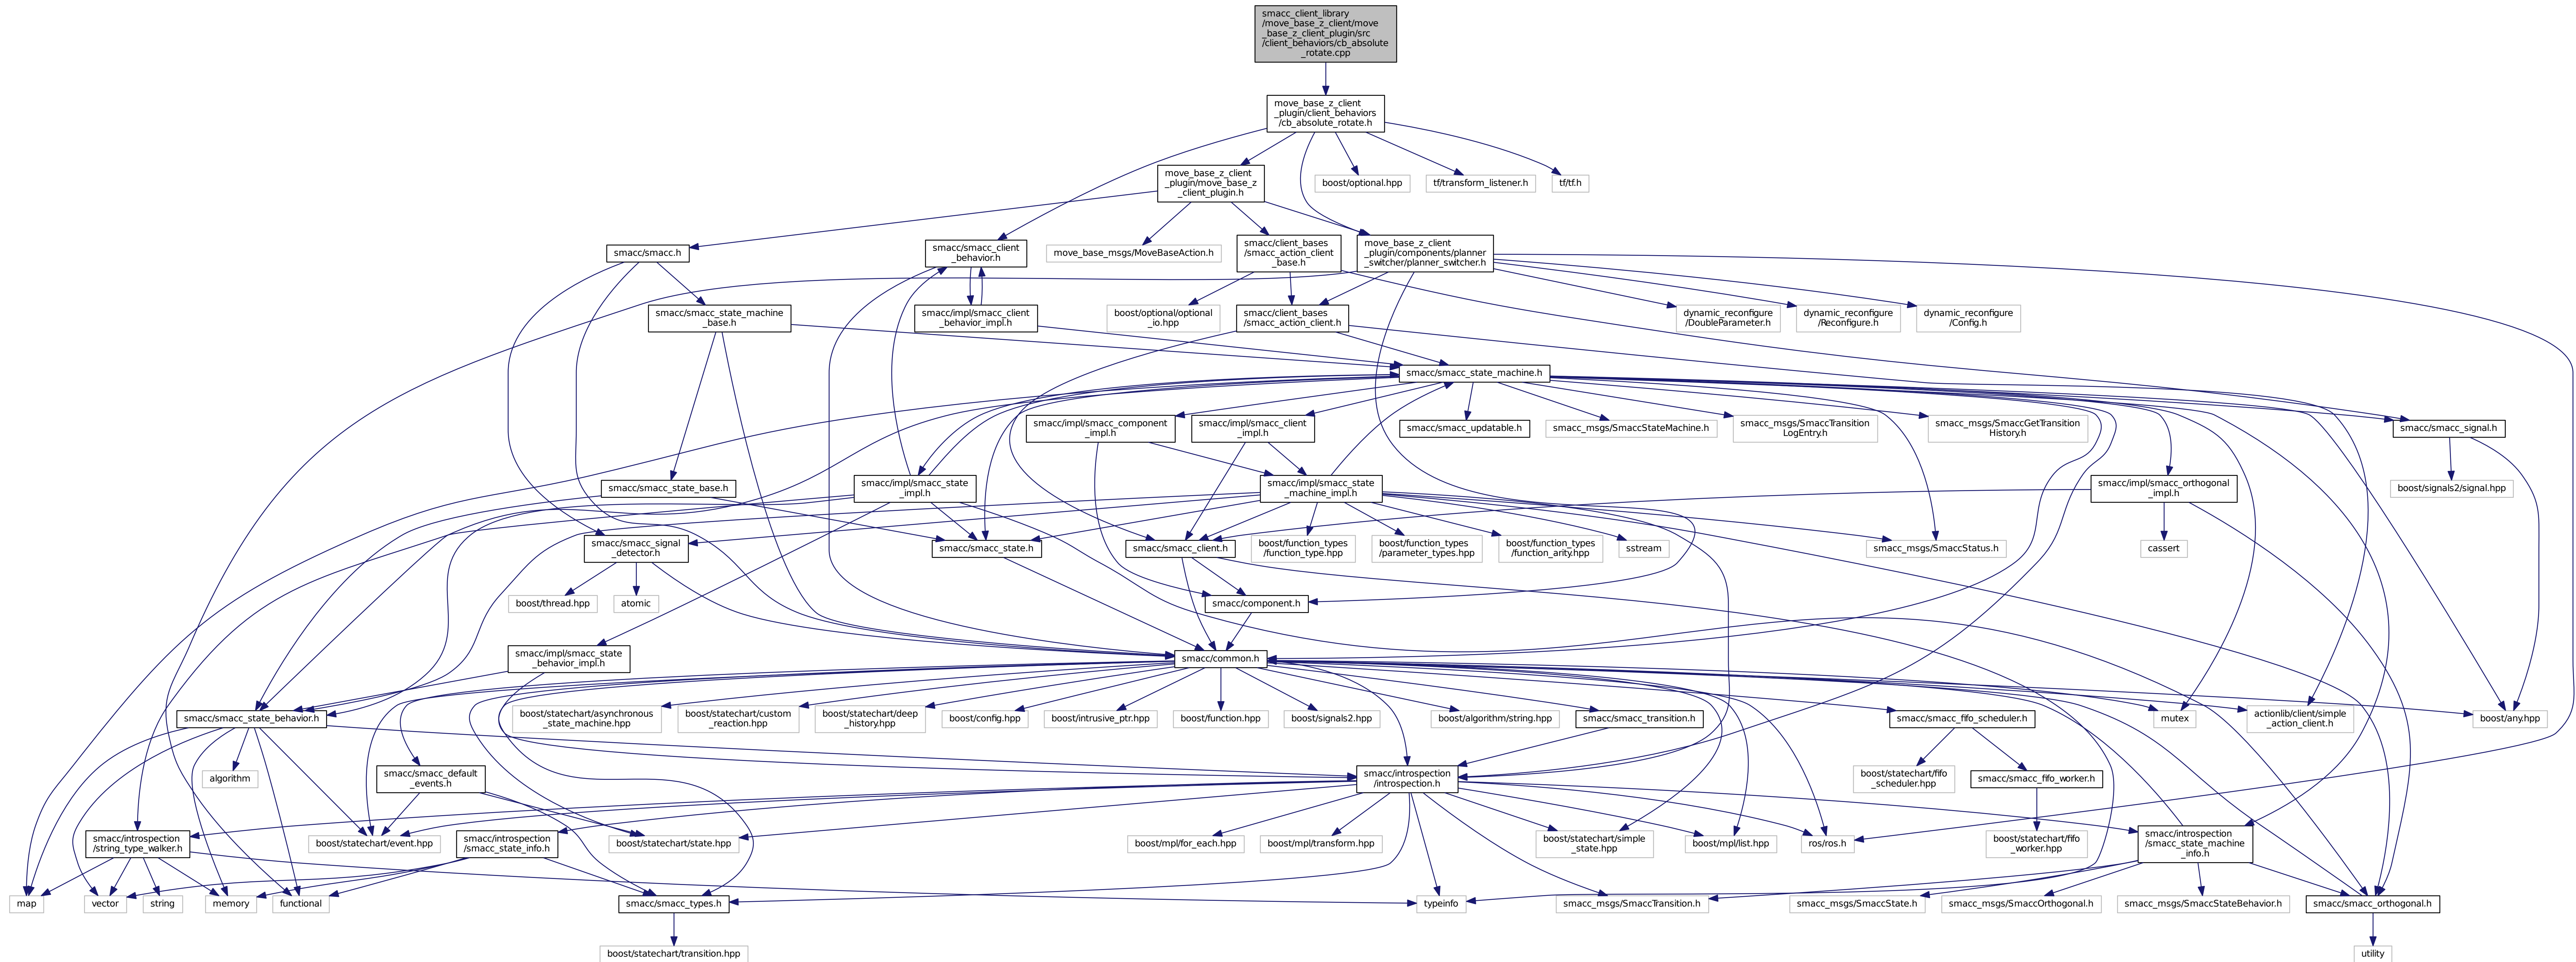 smacc_client_library
/move_base_z_client/move
_base_z_client_plugin/src
/client_behaviors/cb_absolute
_rotate.cpp
move_base_z_client
_plugin/client_behaviors
/cb_absolute_rotate.h
move_base_z_client
_plugin/move_base_z
_client_plugin.h
boost/optional.hpp
tf/transform_listener.h
tf/tf.h
smacc/smacc.h
smacc/smacc_client
_behavior.h
move_base_msgs/MoveBaseAction.h
smacc/client_bases
/smacc_action_client
_base.h
move_base_z_client
_plugin/components/planner
_switcher/planner_switcher.h
smacc/smacc_state_machine
_base.h
smacc/impl/smacc_client
_behavior_impl.h
boost/optional/optional
_io.hpp
smacc/client_bases
/smacc_action_client.h
dynamic_reconfigure
/DoubleParameter.h
dynamic_reconfigure
/Reconfigure.h
dynamic_reconfigure
/Config.h
smacc/smacc_state_machine.h
smacc/impl/smacc_component
_impl.h
smacc/impl/smacc_client
_impl.h
smacc/smacc_updatable.h
smacc_msgs/SmaccStateMachine.h
smacc_msgs/SmaccTransition
LogEntry.h
smacc_msgs/SmaccGetTransition
History.h
smacc/smacc_signal.h
smacc/smacc_state_base.h
smacc/impl/smacc_state
_impl.h
smacc/impl/smacc_state
_machine_impl.h
smacc/impl/smacc_orthogonal
_impl.h
boost/signals2/signal.hpp
smacc/smacc_signal
_detector.h
smacc/smacc_state.h
smacc/smacc_client.h
boost/function_types
/function_type.hpp
boost/function_types
/parameter_types.hpp
boost/function_types
/function_arity.hpp
sstream
smacc_msgs/SmaccStatus.h
cassert
boost/thread.hpp
atomic
smacc/component.h
smacc/impl/smacc_state
_behavior_impl.h
smacc/common.h
smacc/smacc_state_behavior.h
boost/statechart/asynchronous
_state_machine.hpp
boost/statechart/custom
_reaction.hpp
boost/statechart/deep
_history.hpp
boost/config.hpp
boost/intrusive_ptr.hpp
boost/function.hpp
boost/signals2.hpp
boost/algorithm/string.hpp
smacc/smacc_transition.h
smacc/smacc_fifo_scheduler.h
mutex
actionlib/client/simple
_action_client.h
boost/any.hpp
algorithm
smacc/smacc_default
_events.h
smacc/introspection
/introspection.h
boost/statechart/fifo
_scheduler.hpp
smacc/smacc_fifo_worker.h
smacc/introspection
/string_type_walker.h
boost/statechart/event.hpp
smacc/introspection
/smacc_state_info.h
boost/statechart/state.hpp
boost/mpl/for_each.hpp
boost/mpl/transform.hpp
boost/statechart/simple
_state.hpp
boost/mpl/list.hpp
ros/ros.h
boost/statechart/fifo
_worker.hpp
smacc/introspection
/smacc_state_machine
_info.h
map
vector
string
memory
functional
smacc/smacc_types.h
typeinfo
smacc_msgs/SmaccTransition.h
smacc_msgs/SmaccState.h
smacc_msgs/SmaccOrthogonal.h
smacc_msgs/SmaccStateBehavior.h
smacc/smacc_orthogonal.h
boost/statechart/transition.hpp
utility